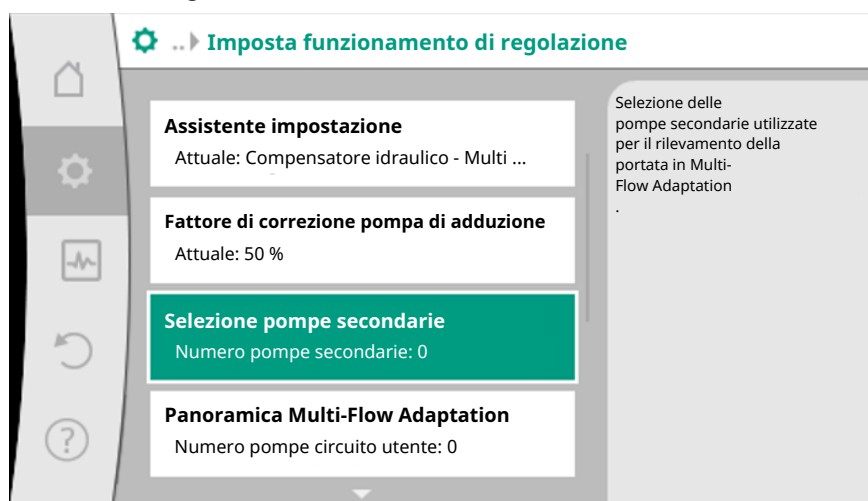 ..▶ Imposta funzionamento di regolazione
Assistente impostazione
Attuale: Compensatore idraulico - Multi ...
Fattore di correzione pompa di adduzione
Attuale: 50 %
Selezione pompe secondarie
Numero pompe secondarie: 0
Panoramica Multi-Flow Adaptation
Numero pompe circuito utente: 0
Selezione delle
pompe secondarie utilizzate
per il rilevamento della
portata in Multi-
Flow Adaptation
.